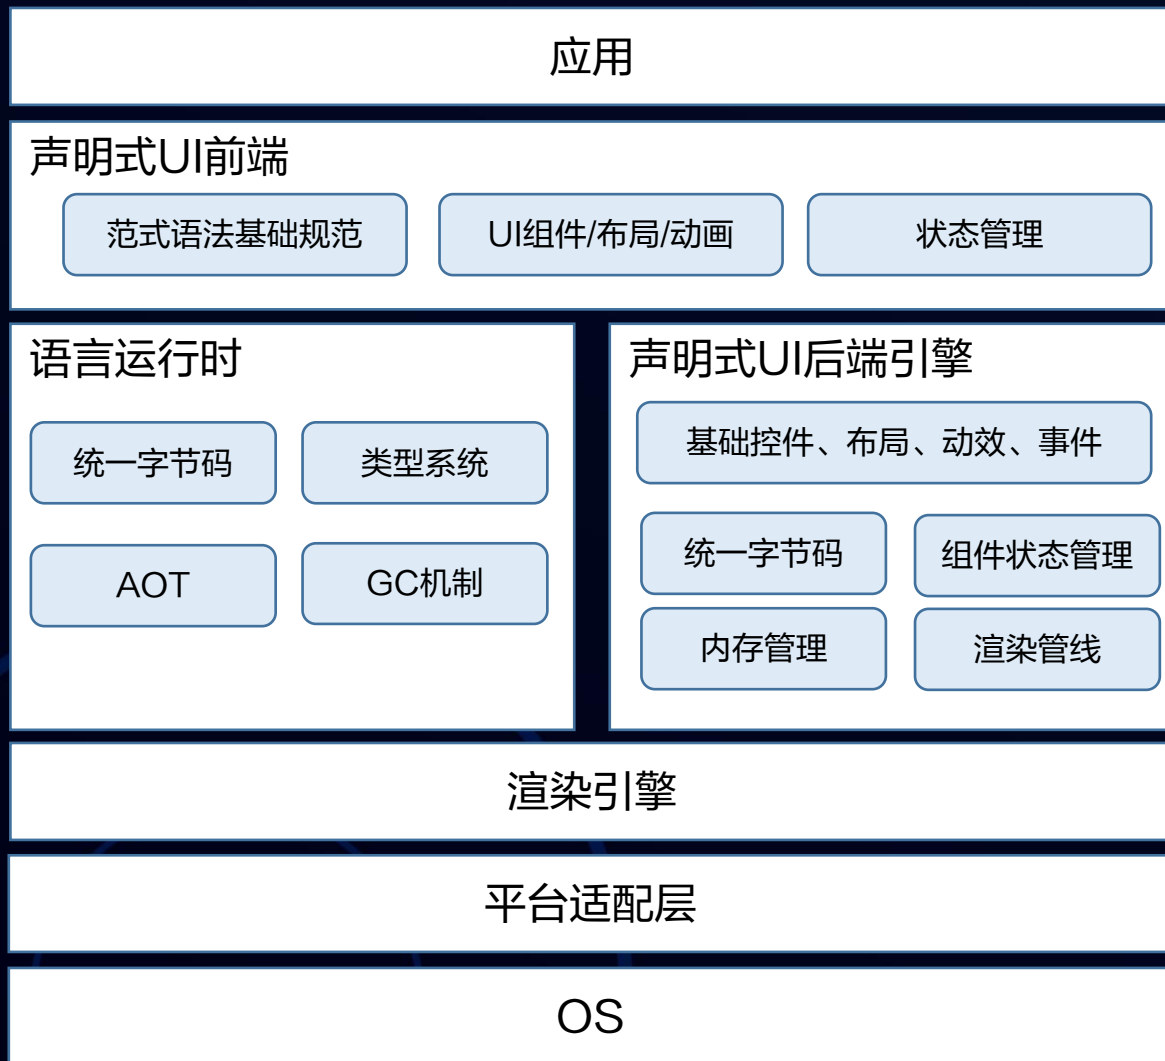 应用
声明式UI前端
范式语法基础规范
UI组件/布局/动画
状态管理
语言运行时
统一字节码
类型系统
AOT
GC机制
声明式UI后端引擎
基础控件、布局、动效、事件
统一字节码
组件状态管理
内存管理
渲染管线
渲染引擎
平台适配层
OS